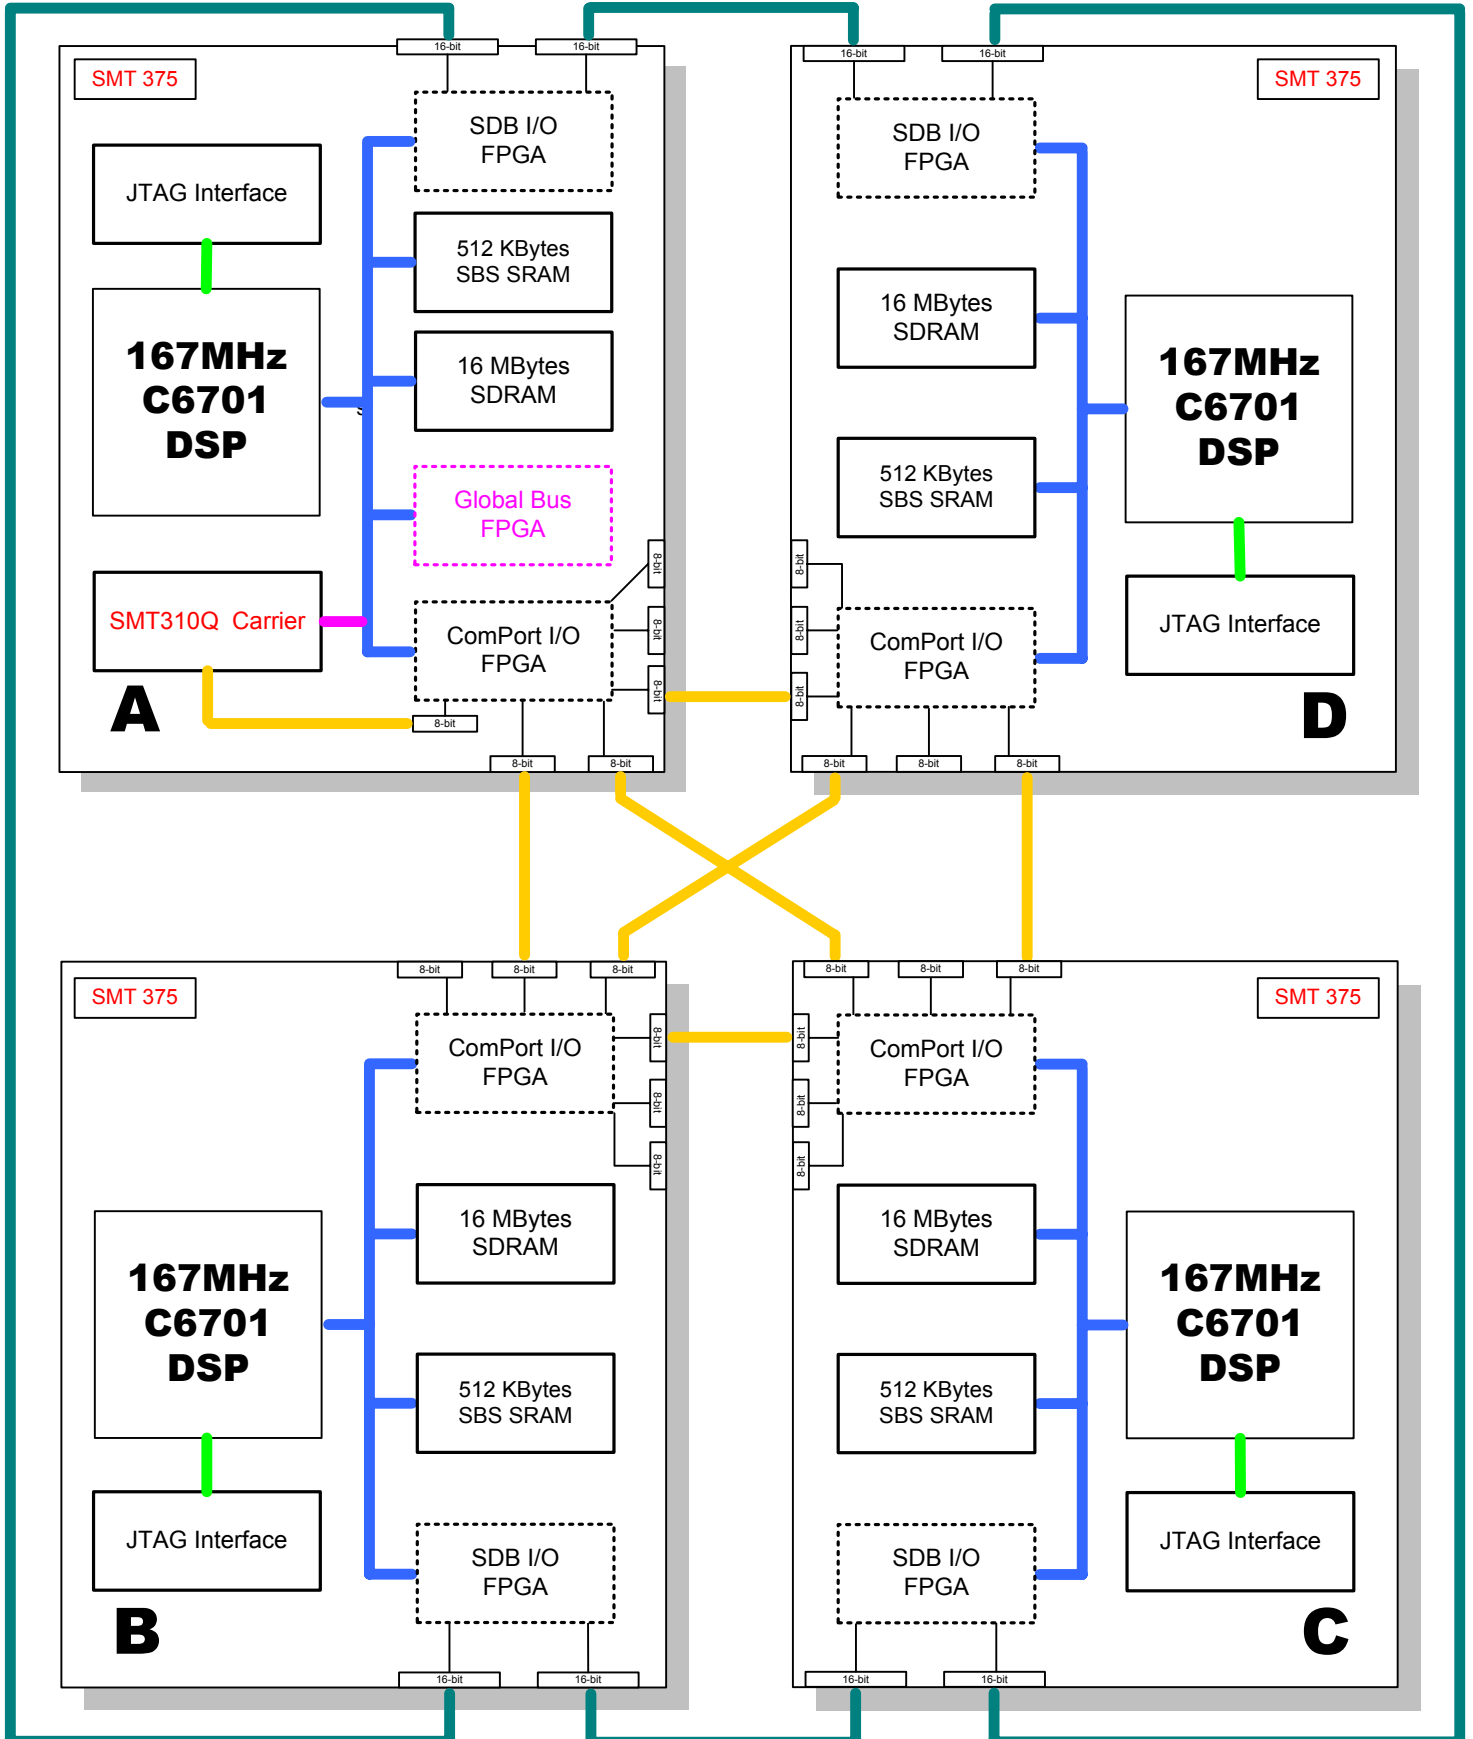 16-bit
16-bit
SMT 375
SDB I/O
FPGA
JTAG Interface
512 KBytes
SBS SRAM
167MHz
C6701
DSP
16 MBytes
SDRAM
Global Bus
FPGA
8-bit
SMT310Q Carrier
ComPort I/O
FPGA
8-bit
8-bit
A
8-bit
8-bit
8-bit
16-bit
16-bit
SMT 375
SDB I/O
FPGA
16 MBytes
SDRAM
167MHz
C6701
DSP
512 KBytes
SBS SRAM
8-bit
8-bit
ComPort I/O
FPGA
JTAG Interface
8-bit
D
8-bit
8-bit
8-bit
8-bit
8-bit
8-bit
SMT 375
ComPort I/O
FPGA
8-bit
8-bit
8-bit
16 MBytes
SDRAM
167MHz
C6701
DSP
512 KBytes
SBS SRAM
JTAG Interface
SDB I/O
FPGA
B
16-bit
16-bit
8-bit
8-bit
8-bit
SMT 375
8-bit
ComPort I/O
FPGA
8-bit
8-bit
16 MBytes
SDRAM
167MHz
C6701
DSP
512 KBytes
SBS SRAM
JTAG Interface
SDB I/O
FPGA
C
16-bit
16-bit